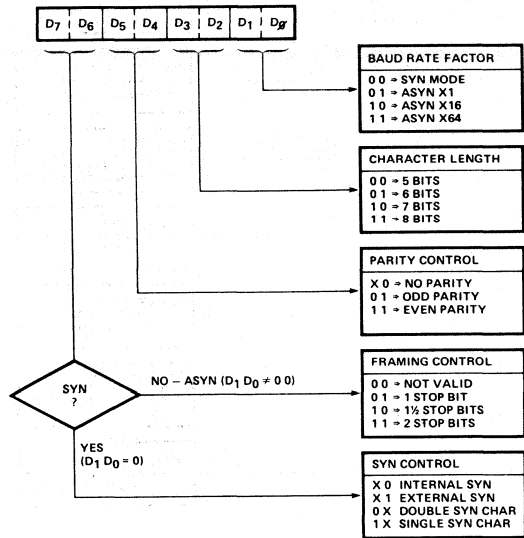 D7 D6 D5 D4 D3 D2 D1 D0
BAUD RATE FACTOR
0 0 ⇒ SYN MODE
0 1 ⇒ ASYN X1
1 0 ⇒ ASYN X16
1 1 ⇒ ASYN X64
CHARACTER LENGTH
0 0 ⇒ 5 BITS
0 1 ⇒ 6 BITS
1 0 ⇒ 7 BITS
1 1 ⇒ 8 BITS
PARITY CONTROL
X 0 ⇒ NO PARITY
0 1 ⇒ ODD PARITY
1 1 ⇒ EVEN PARITY
SYN
?
NO – ASYN (D1 D0 ≠ 0 0)
FRAMING CONTROL
0 0 ⇒ NOT VALID
0 1 ⇒ 1 STOP BIT
1 0 ⇒ 1½ STOP BITS
1 1 ⇒ 2 STOP BITS
YES
(D1 D0 = 0)
SYN CONTROL
X 0 INTERNAL SYN
X 1 EXTERNAL SYN
0 X DOUBLE SYN CHAR
1 X SINGLE SYN CHAR